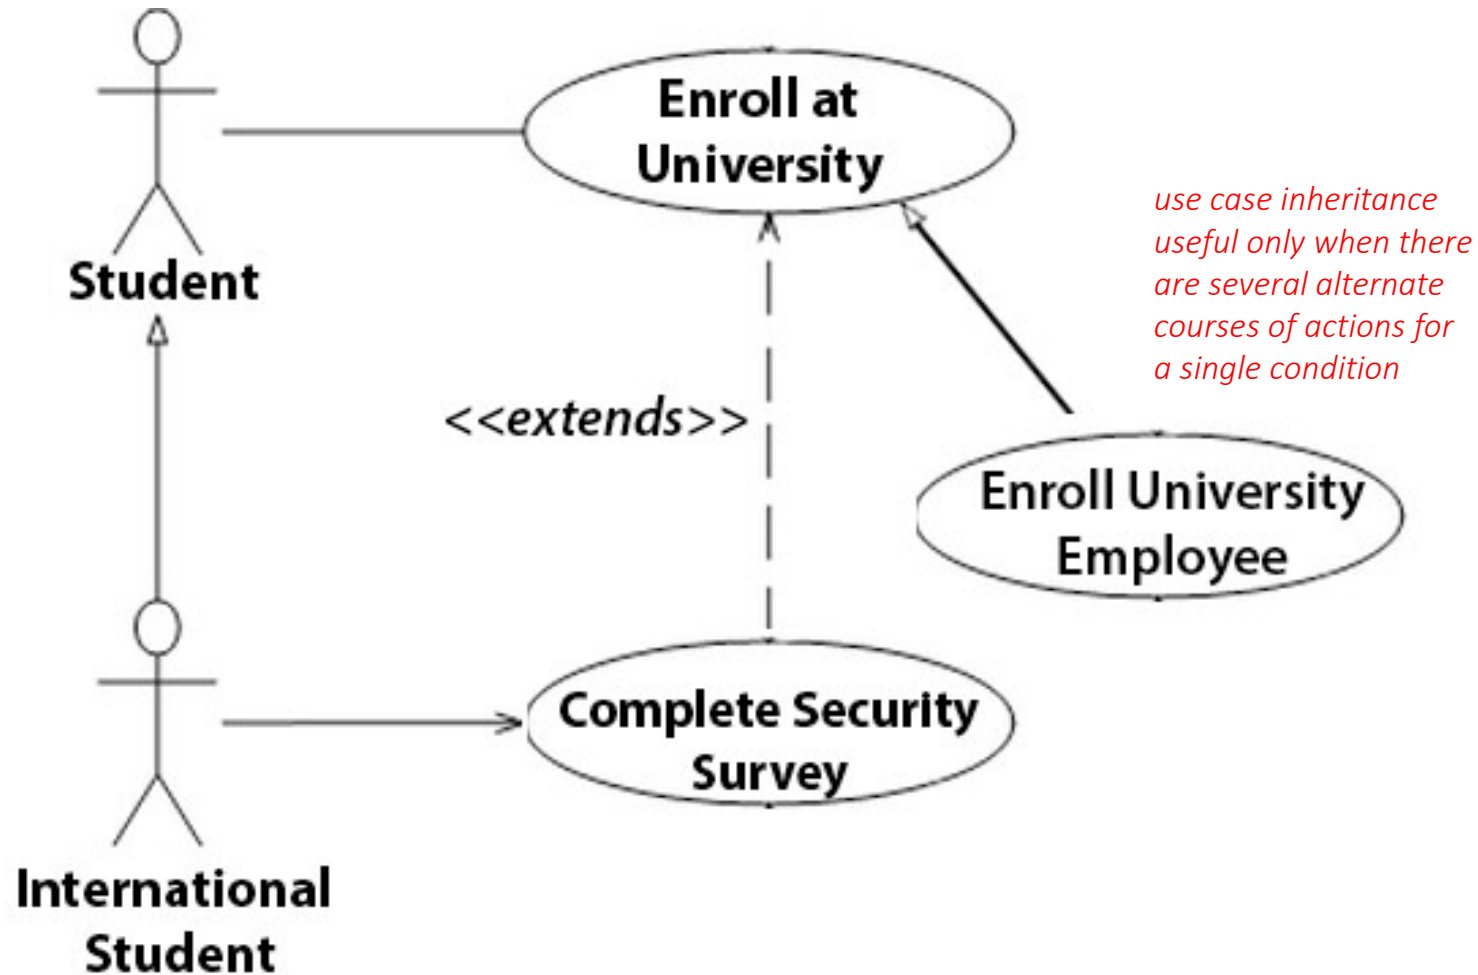 Enroll at
University
Student
use case inheritance
useful only when there
are several alternate
courses of actions for
a single condition
<<extends>>
Enroll University
Employee
Complete Security
Survey
International
Student